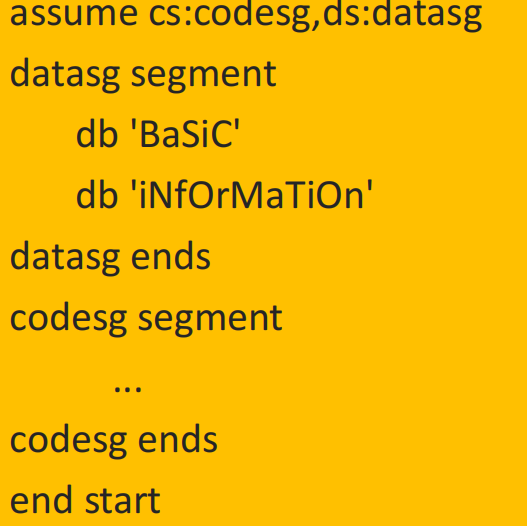 assume cs:codesg,ds:datasg
datasg segment
db 'BaSiC'
db 'iNfOrMaTiOn'
datasg ends
codesg segment
...
codesg ends
end start